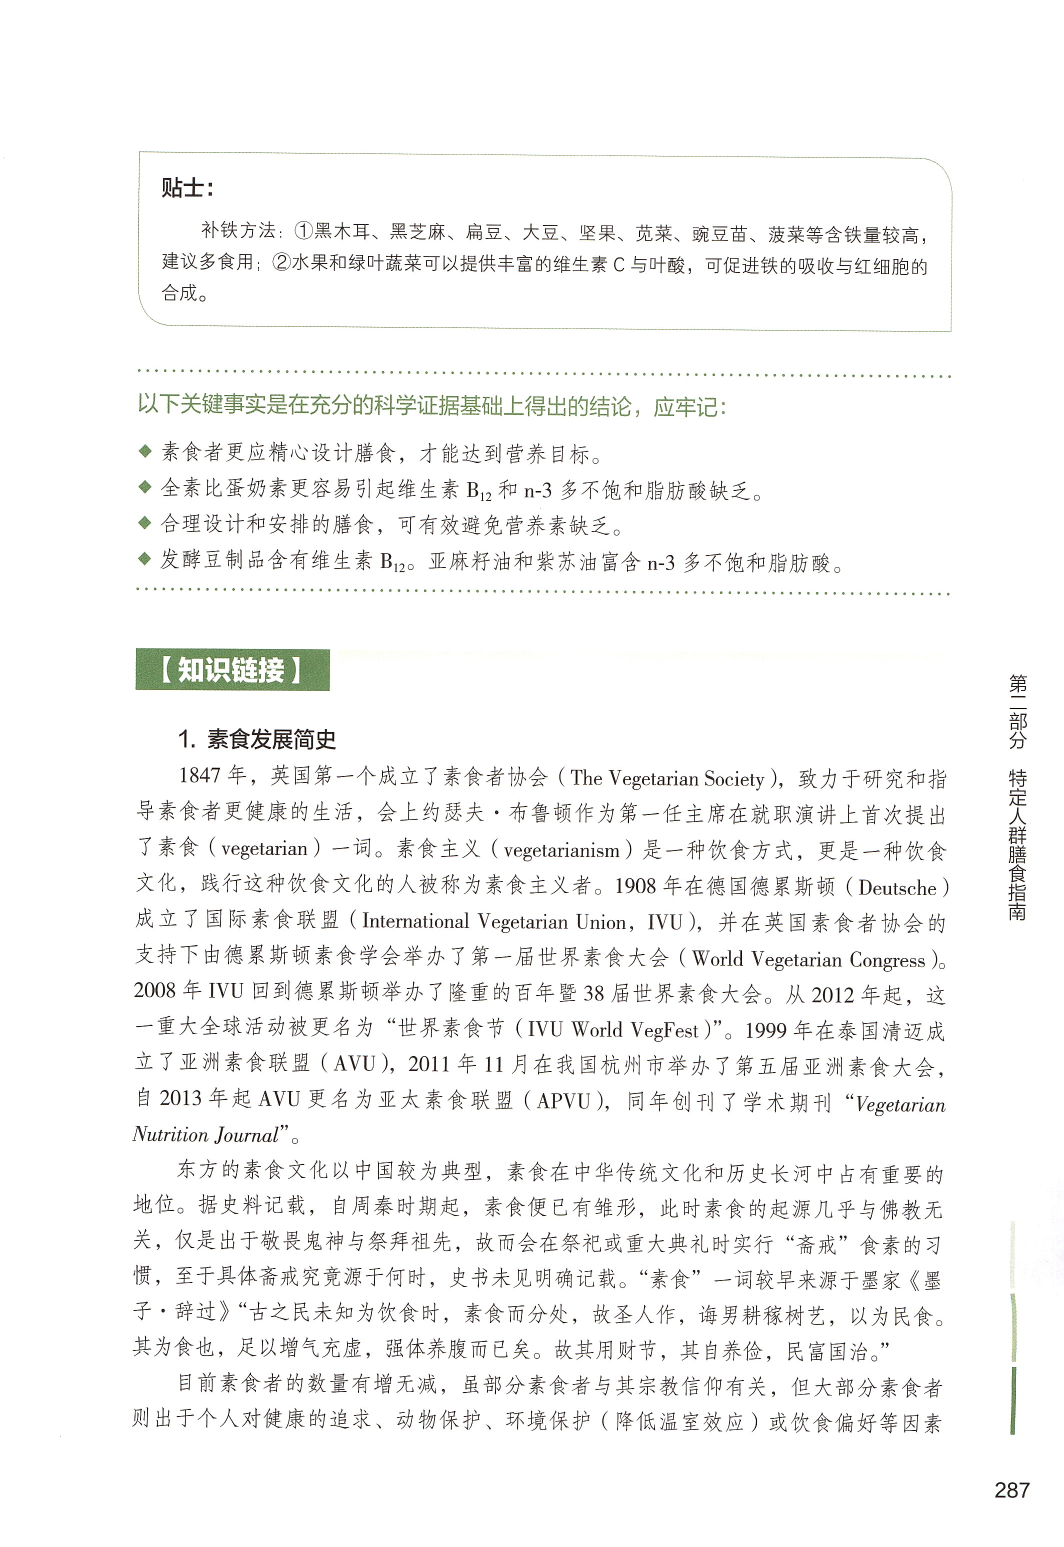 贴士：
补铁方法：①黑木耳、黑芝麻、扁豆、大豆、坚果、苋菜、豌豆苗、菠菜等含铁量较高，
建议多食用；②水果和绿叶蔬菜可以提供丰富的维生素 C 与叶酸，可促进铁的吸收与红细胞的
合成。
以下关键事实是在充分的科学证据基础上得出的结论，应牢记：
◆ 素食者更应精心设计膳食，才能达到营养目标。
◆ 全素比蛋奶素更容易引起维生素 B₁₂ 和 n-3 多不饱和脂肪酸缺乏。
◆ 合理设计和安排的膳食，可有效避免营养素缺乏。
◆ 发酵豆制品含有维生素 B₁₂。亚麻籽油和紫苏油富含 n-3 多不饱和脂肪酸。
【知识链接】
1. 素食发展简史
1847 年，英国第一个成立了素食者协会（The Vegetarian Society），致力于研究和指
导素食者更健康的生活，会上约瑟夫·布鲁顿作为第一任主席在就职演讲上首次提出
了素食（vegetarian）一词。素食主义（vegetarianism）是一种饮食方式，更是一种饮食
文化，践行这种饮食文化的人被称为素食主义者。1908 年在德国德累斯顿（Deutsche）
成立了国际素食联盟（International Vegetarian Union，IVU），并在英国素食者协会的
支持下由德累斯顿素食学会举办了第一届世界素食大会（World Vegetarian Congress）。
2008 年 IVU 回到德累斯顿举办了隆重的百年暨 38 届世界素食大会。从 2012 年起，这
一重大全球活动被更名为“世界素食节（IVU World VegFest）”。1999 年在泰国清迈成
立了亚洲素食联盟（AVU），2011 年 11 月在我国杭州市举办了第五届亚洲素食大会，
自 2013 年起 AVU 更名为亚太素食联盟（APVU），同年创刊了学术期刊“Vegetarian
Nutrition Journal”。
东方的素食文化以中国较为典型，素食在中华传统文化和历史长河中占有重要的
地位。据史料记载，自周秦时期起，素食便已有雏形，此时素食的起源几乎与佛教无
关，仅是出于敬畏鬼神与祭拜祖先，故而会在祭祀或重大典礼时实行“斋戒”食素的习
惯，至于具体斋戒究竟源于何时，史书未见明确记载。“素食”一词较早来源于墨家《墨
子·辞过》“古之民未知为饮食时，素食而分处，故圣人作，诲男耕稼树艺，以为民食。
其为食也，足以增气充虚，强体养腹而已矣。故其用财节，其自养俭，民富国治。”
目前素食者的数量有增无减，虽部分素食者与其宗教信仰有关，但大部分素食者
则出于个人对健康的追求、动物保护、环境保护（降低温室效应）或饮食偏好等因素
第二部分 特定人群膳食指南
287